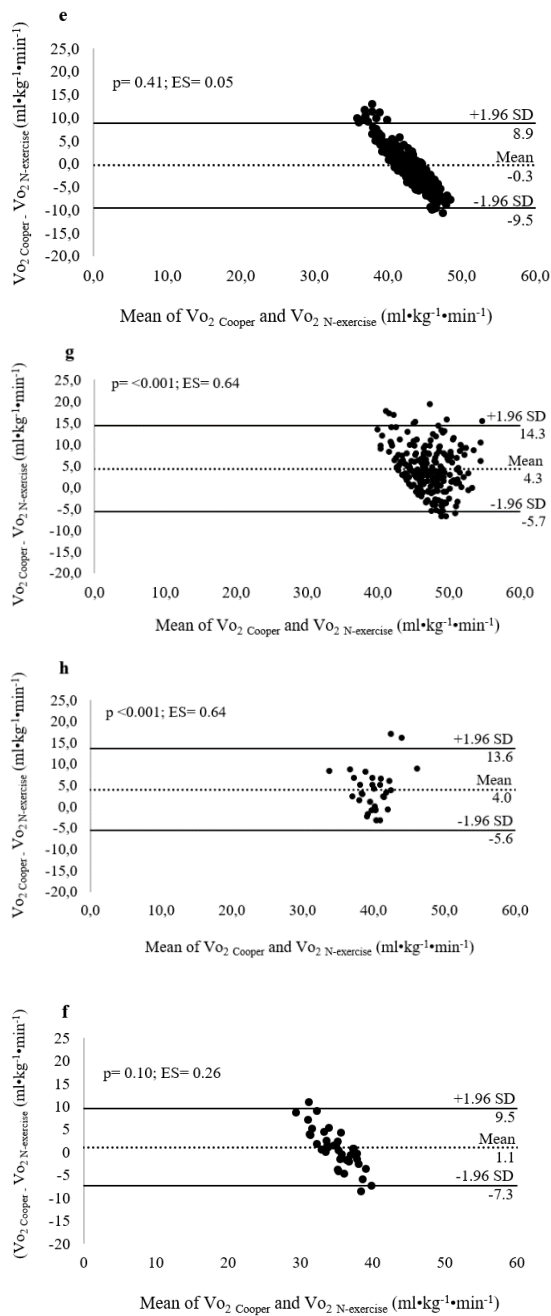 e
25,0
20,0
15,0
10,0
5,0
0,0
-5,0
-10,0
-15,0
-20,0
Vo2 Cooper - Vo2 N-exercise (ml•kg-1•min-1)
p= 0.41; ES= 0.05
+1.96 SD
8.9
Mean
-0.3
-1.96 SD
-9.5
0,0 10,0 20,0 30,0 40,0 50,0 60,0
Mean of Vo2 Cooper and Vo2 N-exercise (ml•kg-1•min-1)
g
25,0
20,0
15,0
10,0
5,0
0,0
-5,0
-10,0
-15,0
-20,0
Vo2 Cooper - Vo2 N-exercise (ml•kg-1•min-1)
p= <0.001; ES= 0.64
+1.96 SD
14.3
Mean
4.3
-1.96 SD
-5.7
0,0 10,0 20,0 30,0 40,0 50,0 60,0
Mean of Vo2 Cooper and Vo2 N-exercise (ml•kg-1•min-1)
h
25,0
20,0
15,0
10,0
5,0
0,0
-5,0
-10,0
-15,0
-20,0
Vo2 Cooper - Vo2 N-exercise (ml•kg-1•min-1)
p <0.001; ES= 0.64
+1.96 SD
13.6
Mean
4.0
-1.96 SD
-5.6
0,0 10,0 20,0 30,0 40,0 50,0 60,0
Mean of Vo2 Cooper and Vo2 N-exercise (ml•kg-1•min-1)
f
25
20
15
10
5
0
-5
-10
-15
-20
(Vo2 Cooper - Vo2 N-exercise (ml•kg-1•min-1)
p= 0.10; ES= 0.26
+1.96 SD
9.5
Mean
1.1
-1.96 SD
-7.3
0 10 20 30 40 50 60
Mean of Vo2 Cooper and Vo2 N-exercise (ml•kg-1•min-1)